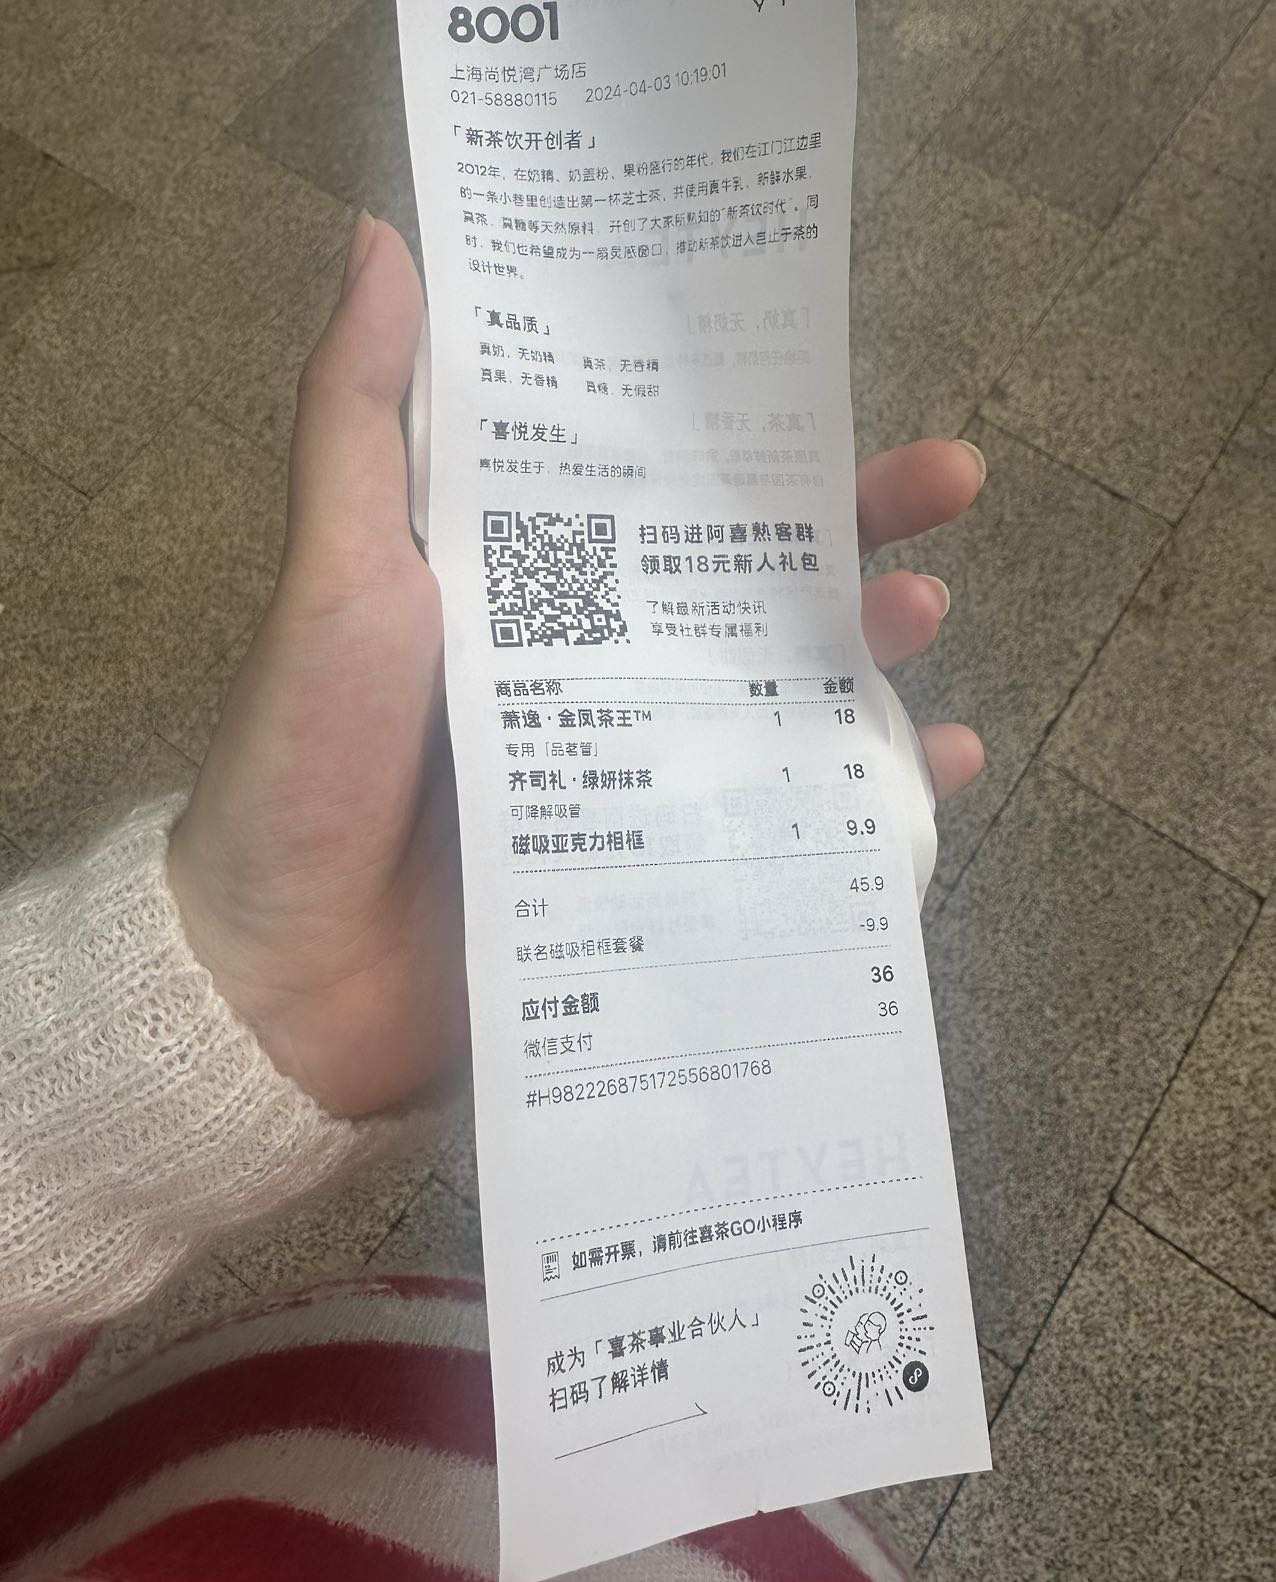 8001
上海尚悦湾广场店
021-58880115 2024-04-03 10:19:01
「新茶饮开创者」
2012年，在奶精、奶盖粉、果粉盛行的年代，我们在江门江边里
的一条小巷里创造出第一杯芝士茶，并使用真牛乳、新鲜水果、
真茶、真糖等天然原料，开创了大家所熟知的“新茶饮时代”。同
时，我们也希望成为一扇灵感窗口，推动新茶饮进入岂止于茶的
设计世界。
「真品质」
真奶，无奶精 真茶，无香精
真果，无香精 真糖，无假甜
「喜悦发生」
喜悦发生于，热爱生活的瞬间
扫码进阿喜熟客群
领取18元新人礼包
了解最新活动快讯
享受社群专属福利
商品名称 数量 金额
萧逸·金凤茶王™ 1 18
专用「品茗管」
齐司礼·绿妍抹茶 1 18
可降解吸管
磁吸亚克力相框 1 9.9
合计 45.9
联名磁吸相框套餐 -9.9
应付金额 36
微信支付 36
#H982226875172556801768
HEYTEA
如需开票，请前往喜茶GO小程序
成为「喜茶事业合伙人」
扫码了解详情